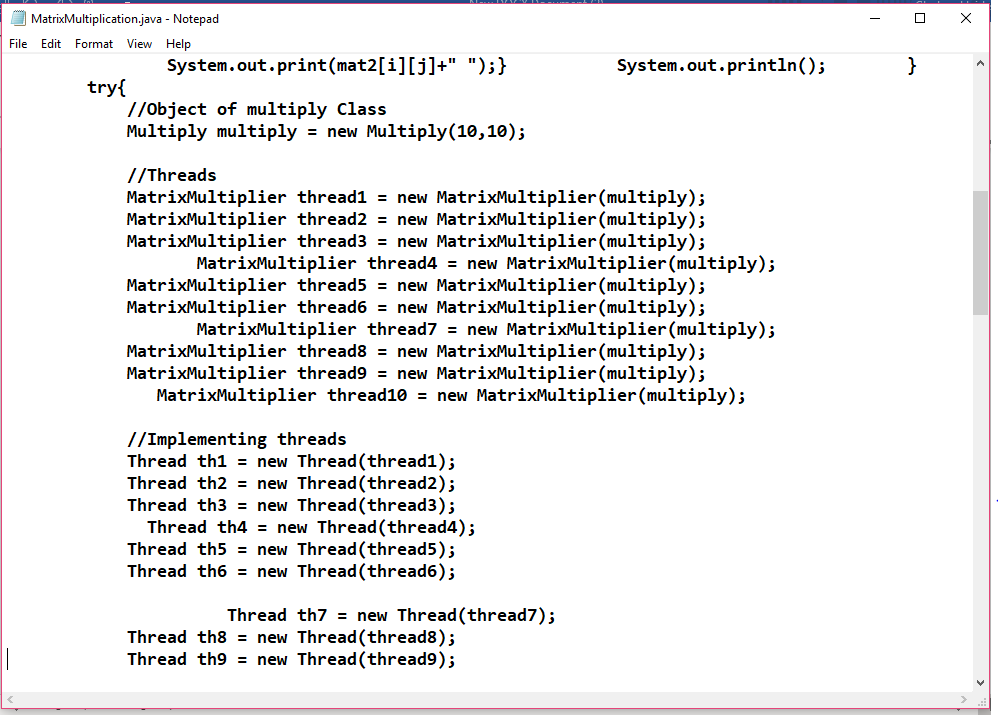 MatrixMultiplication.java - Notepad
File Edit Format View Help
System.out.print(mat2[i][j]+" ");} System.out.println(); }
try{
//Object of multiply Class
Multiply multiply = new Multiply(10,10);
//Threads
MatrixMultiplier thread1 = new MatrixMultiplier(multiply);
MatrixMultiplier thread2 = new MatrixMultiplier(multiply);
MatrixMultiplier thread3 = new MatrixMultiplier(multiply);
MatrixMultiplier thread4 = new MatrixMultiplier(multiply);
MatrixMultiplier thread5 = new MatrixMultiplier(multiply);
MatrixMultiplier thread6 = new MatrixMultiplier(multiply);
MatrixMultiplier thread7 = new MatrixMultiplier(multiply);
MatrixMultiplier thread8 = new MatrixMultiplier(multiply);
MatrixMultiplier thread9 = new MatrixMultiplier(multiply);
MatrixMultiplier thread10 = new MatrixMultiplier(multiply);
//Implementing threads
Thread th1 = new Thread(thread1);
Thread th2 = new Thread(thread2);
Thread th3 = new Thread(thread3);
Thread th4 = new Thread(thread4);
Thread th5 = new Thread(thread5);
Thread th6 = new Thread(thread6);
Thread th7 = new Thread(thread7);
Thread th8 = new Thread(thread8);
Thread th9 = new Thread(thread9);